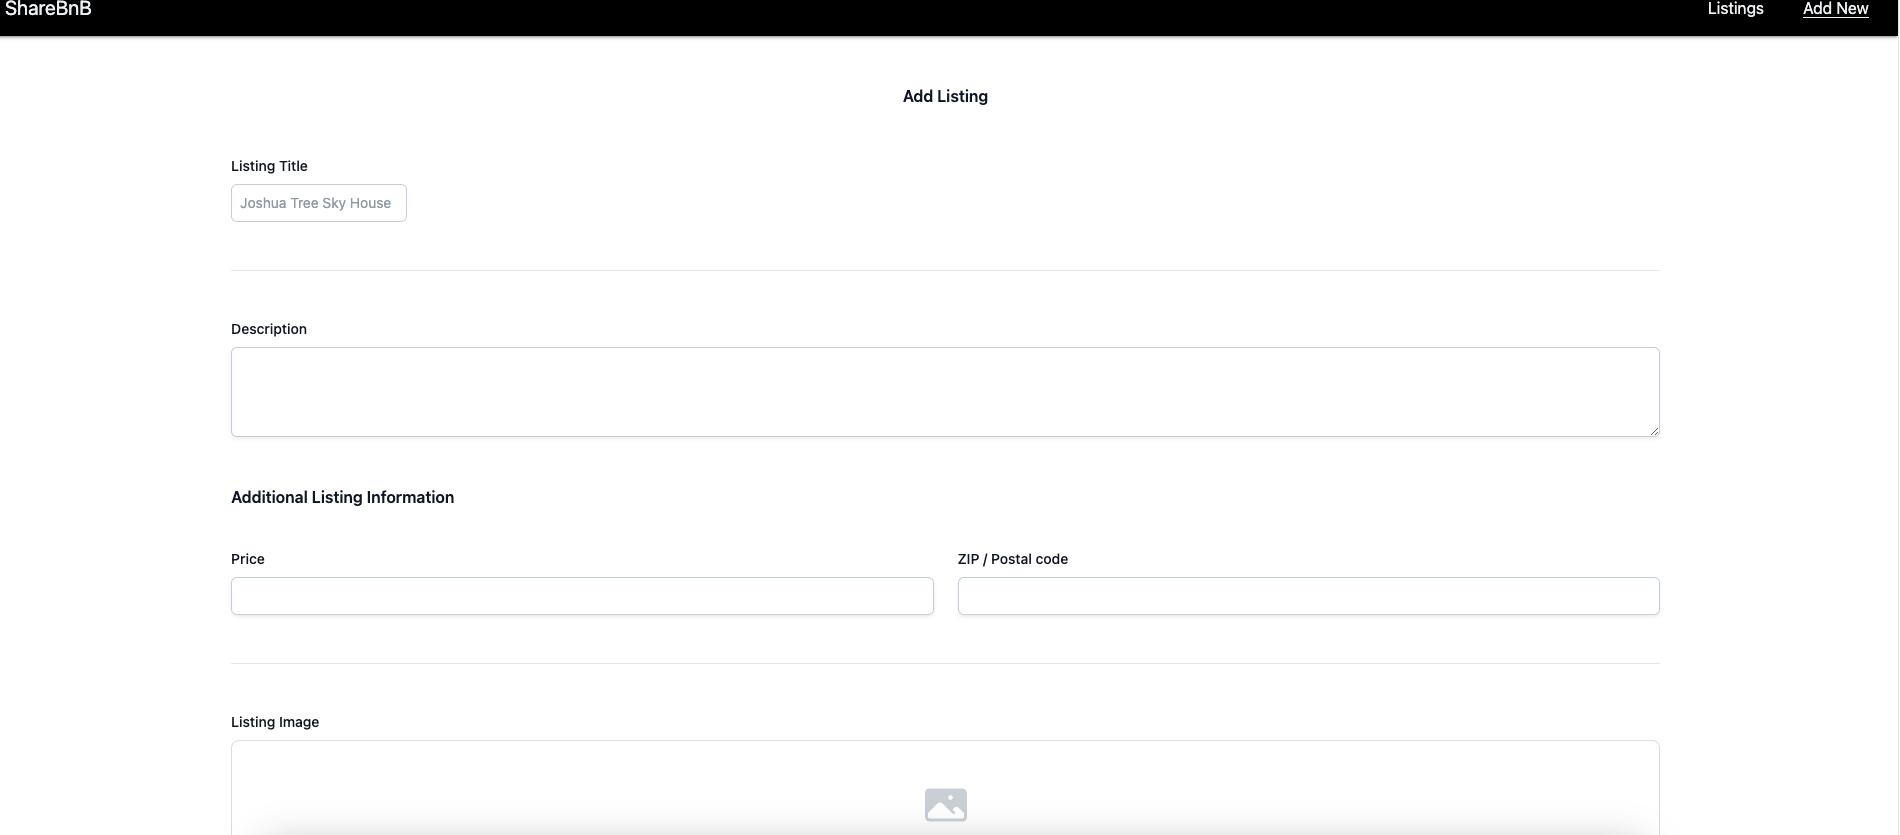 ShareBnB
Listings
Add New
Add Listing
Listing Title
Joshua Tree Sky House
Description
Additional Listing Information
Price
ZIP / Postal code
Listing Image